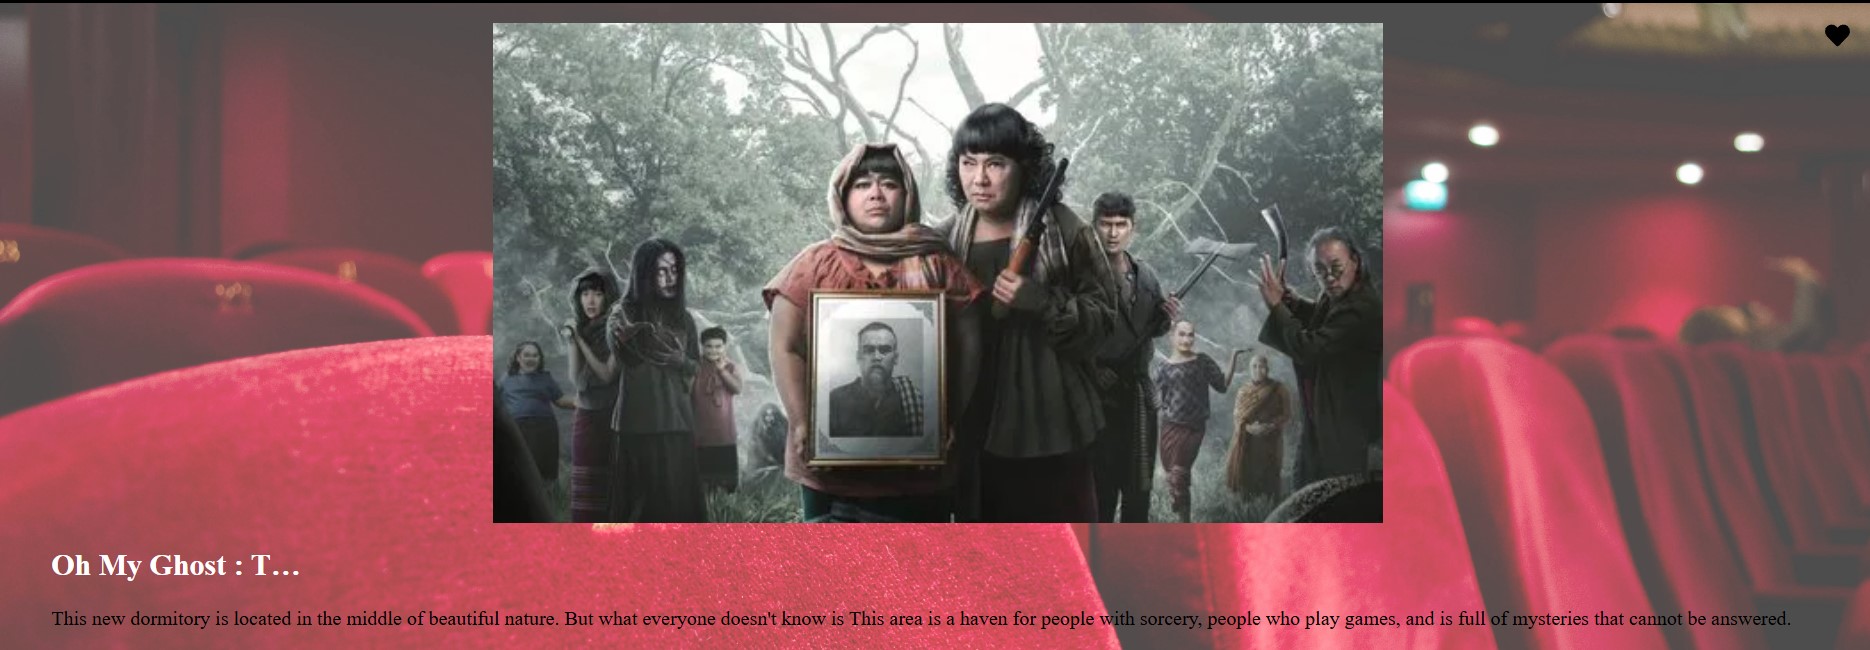 Oh My Ghost : T...
This new dormitory is located in the middle of beautiful nature. But what everyone doesn't know is This area is a haven for people with sorcery, people who play games, and is full of mysteries that cannot be answered.